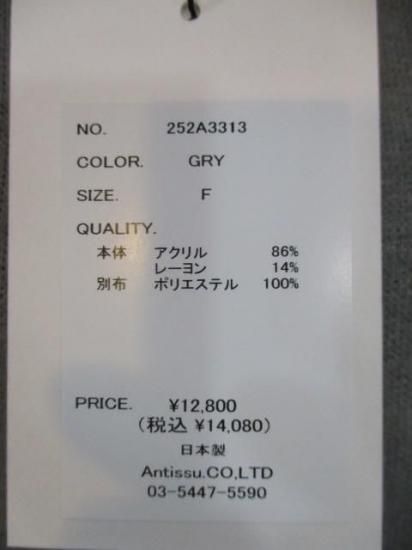 NO. 252A3313
COLOR. GRY
SIZE. F
QUALITY.
本体 アクリル 86%
レーヨン 14%
別布 ポリエステル 100%
PRICE. ¥12,800
(税込 ¥14,080)
日本製
Antissu.CO,LTD
03-5447-5590